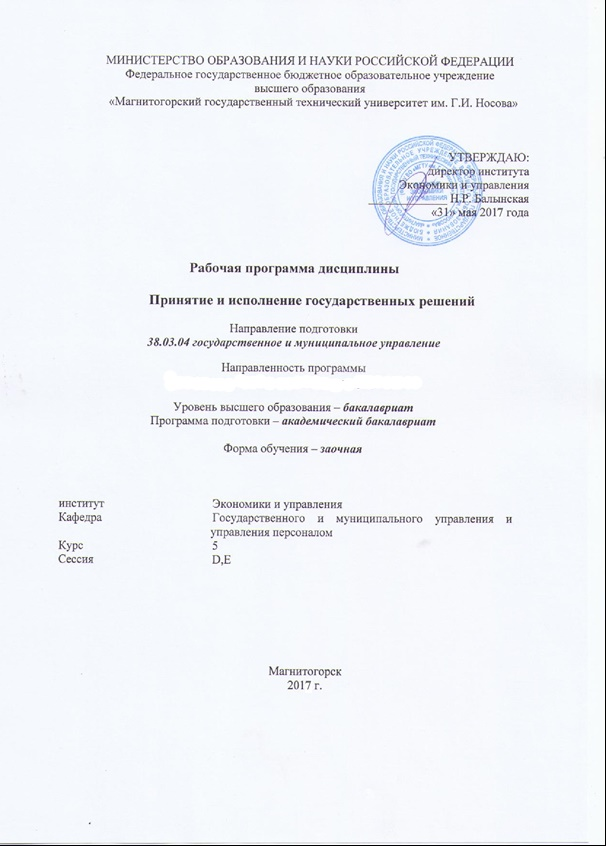 МИНИСТЕРСТВО ОБРАЗОВАНИЯ И НАУКИ РОССИЙСКОЙ ФЕДЕРАЦИИ
Федеральное государственное бюджетное образовательное учреждение
высшего образования
«Магнитогорский государственный технический университет им. Г.И. Носова»
УТВЕРЖДАЮ:
директор института
Экономики и управления
Н.Р. Балынская
«31» мая 2017 года
Рабочая программа дисциплины
Принятие и исполнение государственных решений
Направление подготовки
38.03.04 государственное и муниципальное управление
Направленность программы
Уровень высшего образования – бакалавриат
Программа подготовки – академический бакалавриат
Форма обучения – заочная
институт Экономики и управления
Кафедра Государственного и муниципального управления и
управления персоналом
Курс 5
Сессия D,E
Магнитогорск
2017 г.